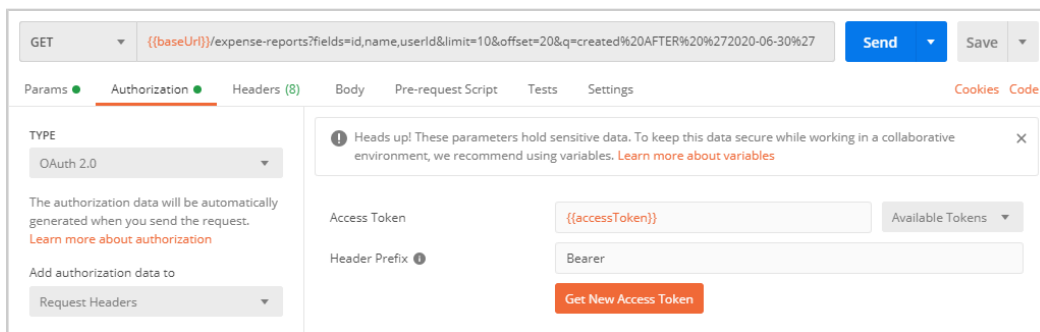 GET {{baseUrl}}/expense-reports?fields=id,name,userId&limit=10&offset=20&q=created%20AFTER%20%272020-06-30%27 Send Save
Params Authorization Headers (8) Body Pre-request Script Tests Settings Cookies Code
TYPE
OAuth 2.0
The authorization data will be automatically
generated when you send the request.
Learn more about authorization
Add authorization data to
Request Headers
Heads up! These parameters hold sensitive data. To keep this data secure while working in a collaborative
environment, we recommend using variables. Learn more about variables
Access Token {{accessToken}} Available Tokens
Header Prefix Bearer
Get New Access Token